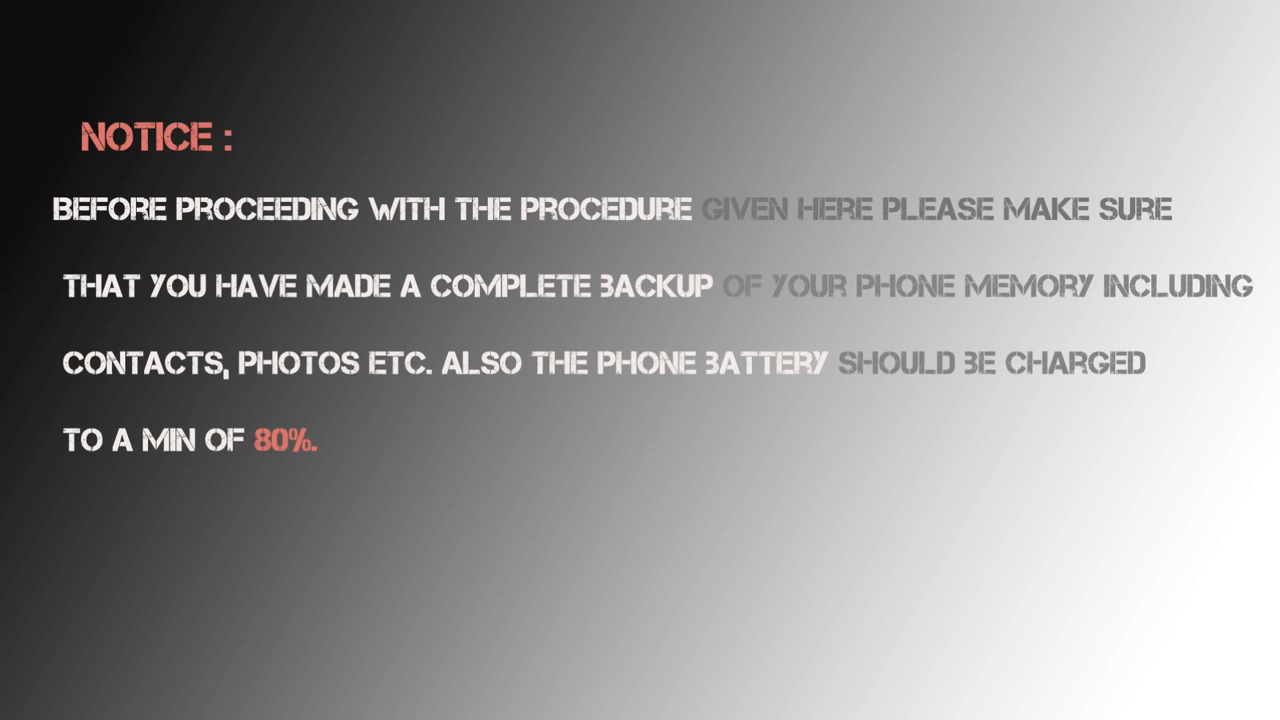 NOTICE :
BEFORE PROCEEDING WITH THE PROCEDURE GIVEN HERE PLEASE MAKE SURE
THAT YOU HAVE MADE A COMPLETE BACKUP OF YOUR PHONE MEMORY INCLUDING
CONTACTS, PHOTOS ETC. ALSO THE PHONE BATTERY SHOULD BE CHARGED
TO A MIN OF 80%.